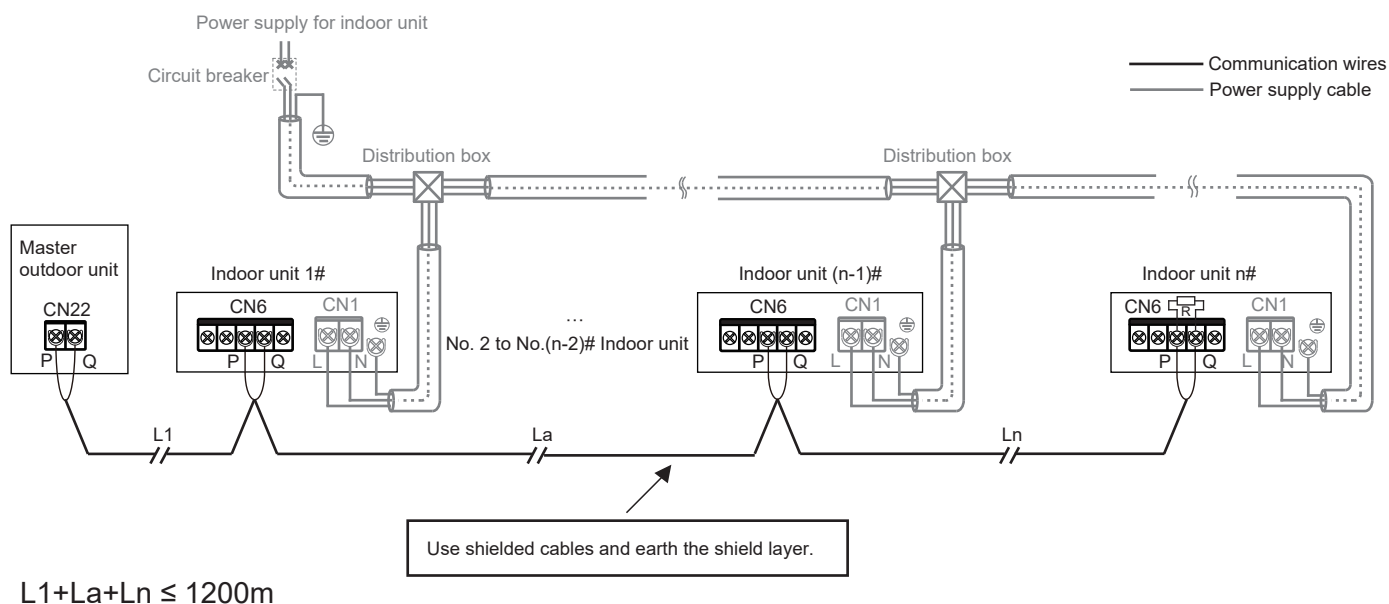 Power supply for indoor unit
Circuit breaker
Communication wires
Power supply cable
Distribution box
Distribution box
Master
outdoor unit
CN22
P Q
Indoor unit 1#
CN6
CN1
P Q
L N
...
No. 2 to No.(n-2)# Indoor unit
Indoor unit (n-1)#
CN6
CN1
P Q
L N
Indoor unit n#
CN6
R
CN1
P Q
L N
L1
La
Ln
Use shielded cables and earth the shield layer.
L1+La+Ln ≤ 1200m